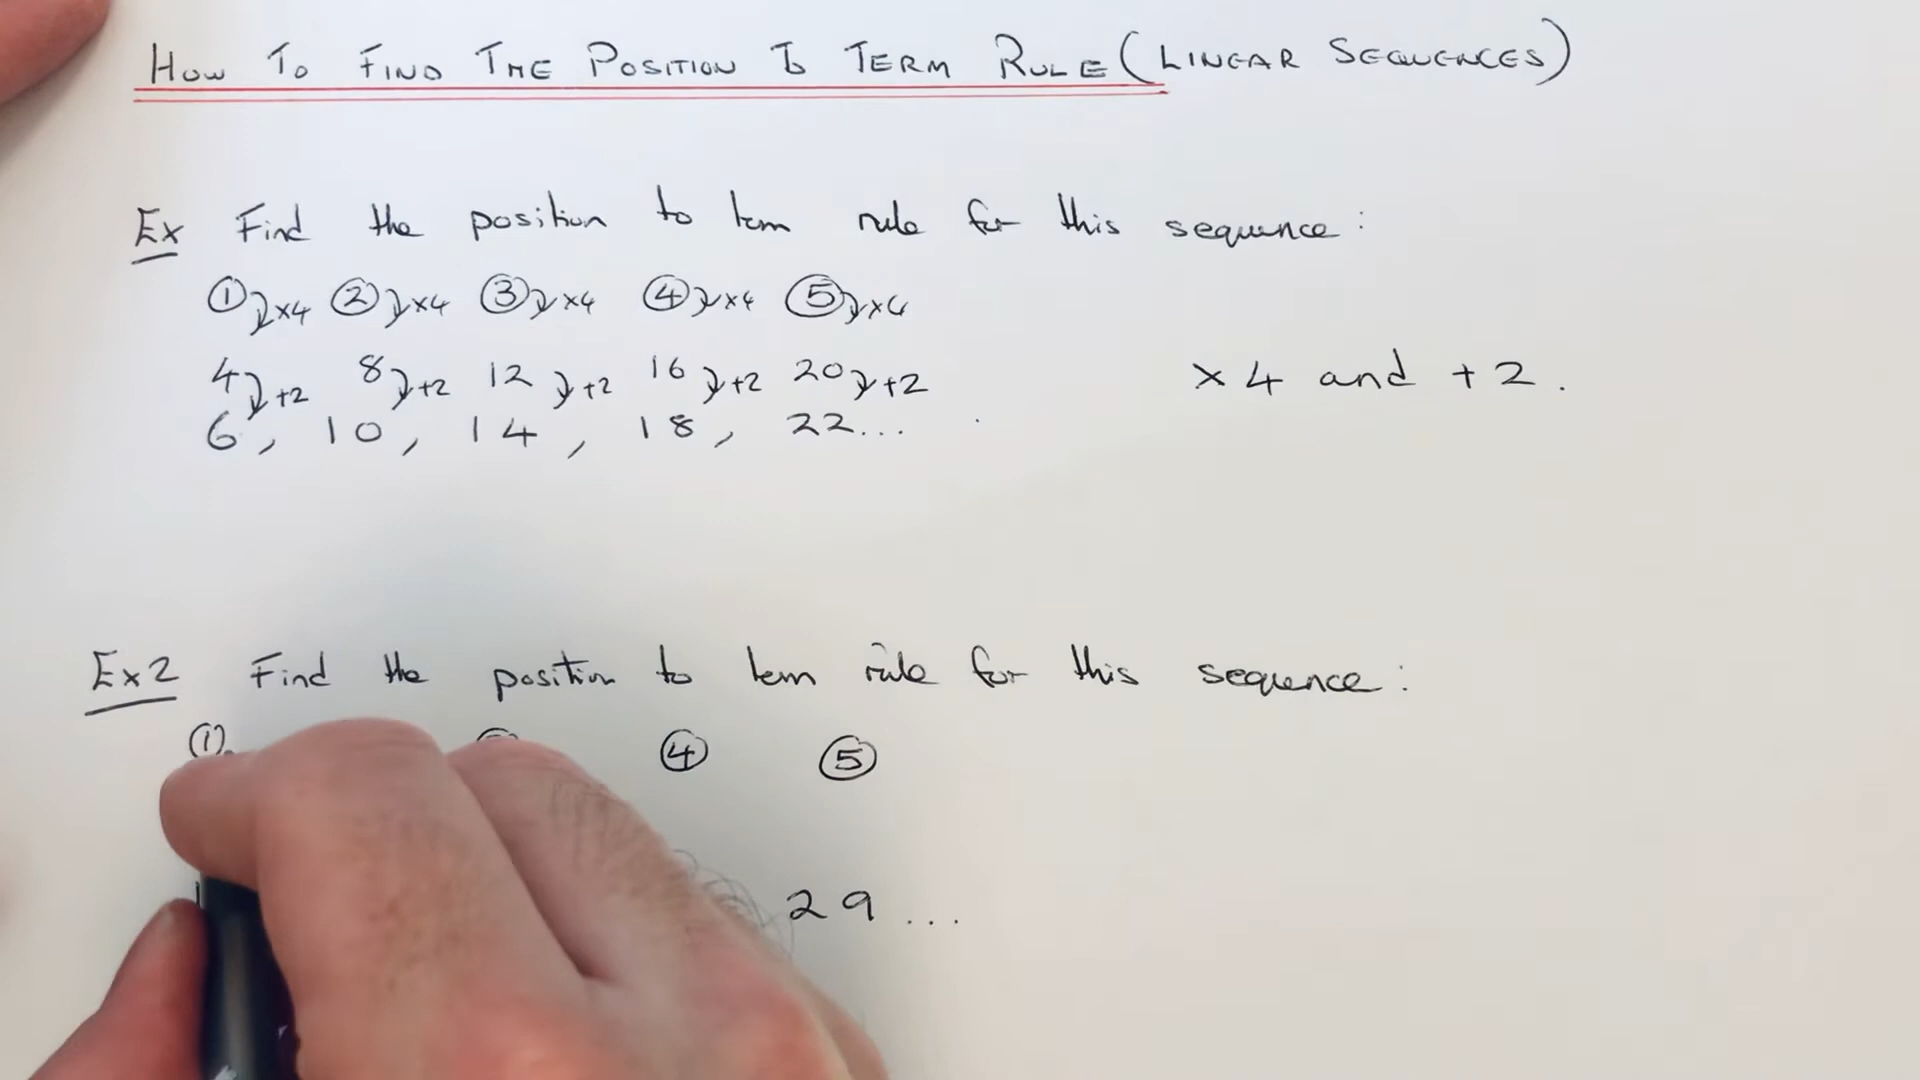 HOW TO FIND THE POSITION TO TERM RULE (LINEAR SEQUENCES)
Ex Find the position to term rule for this sequence:
① ×4 ② ×4 ③ ×4 ④ ×4 ⑤ ×4
4 +2 8 +2 12 +2 16 +2 20 +2
×4 and +2.
6, 10, 14, 18, 22...
Ex2 Find the position to term rule for this sequence:
① ④ ⑤
29...